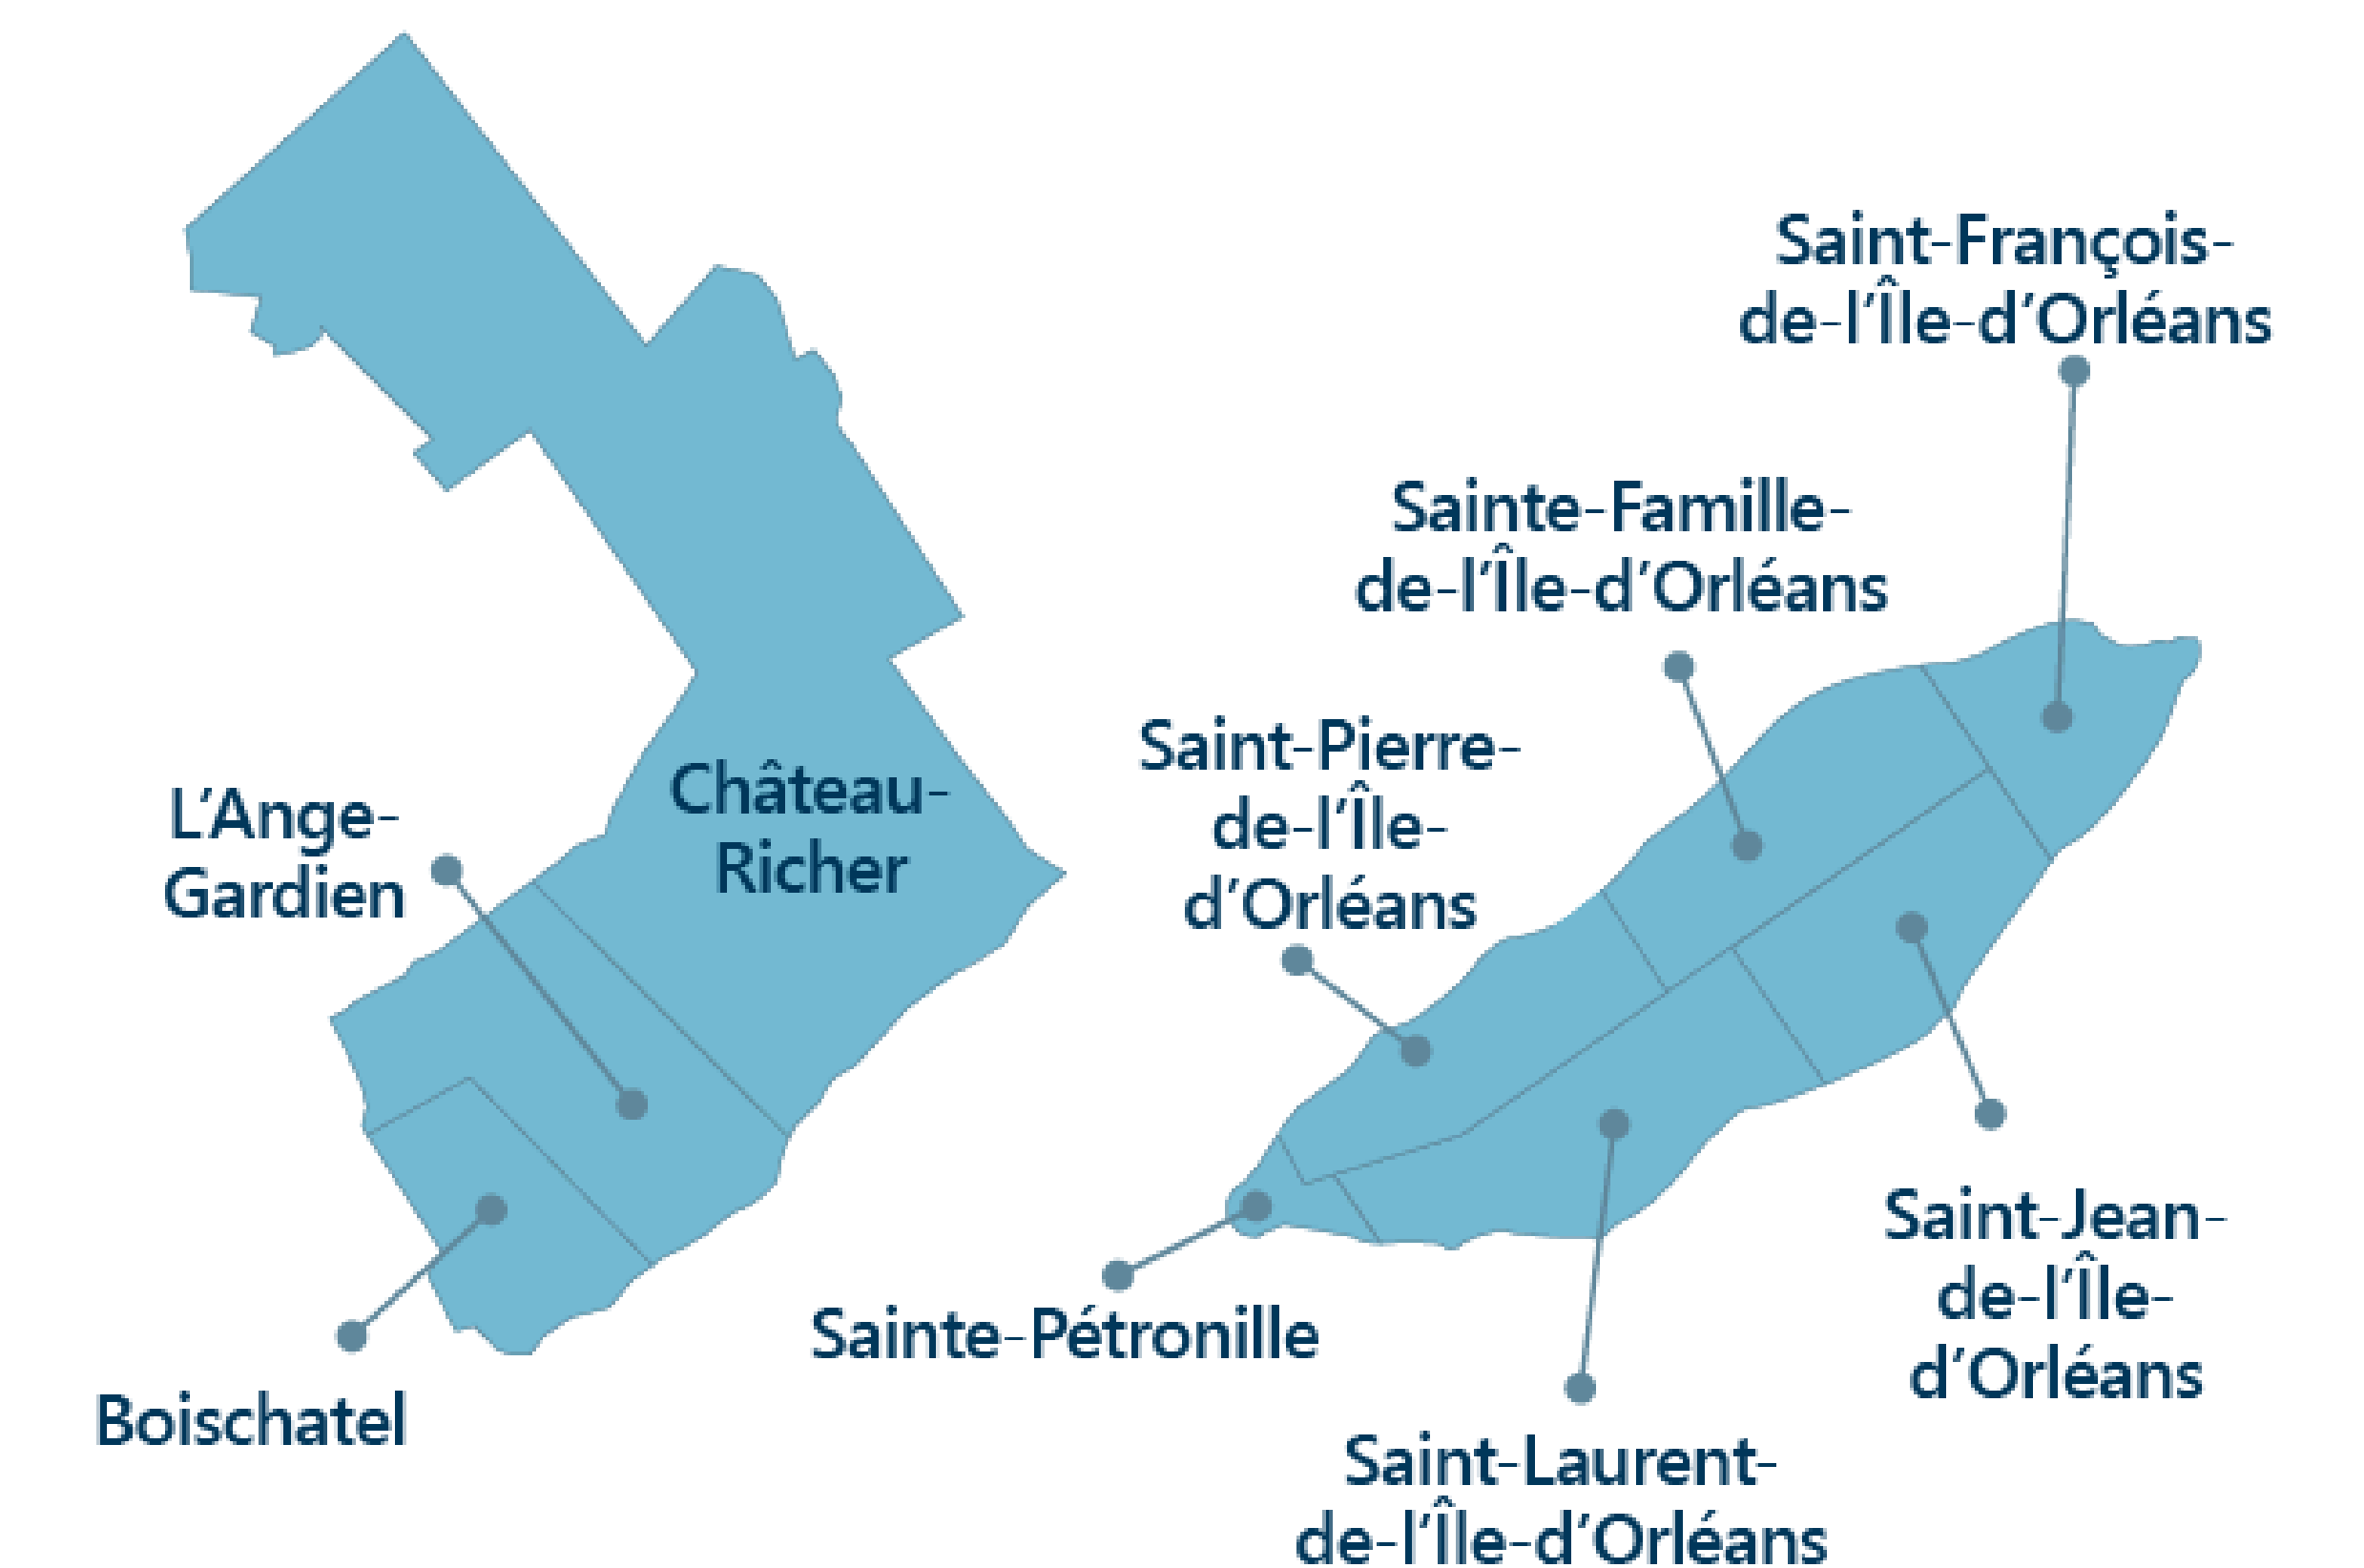 Saint-François-
de-l’Île-d’Orléans
Sainte-Famille-
de-l’Île-d’Orléans
Saint-Pierre-
de-l’Île-
d’Orléans
Château-
Richer
L’Ange-
Gardien
Saint-Jean-
de-l’Île-
d’Orléans
Sainte-Pétronille
Boischatel
Saint-Laurent-
de-l’Île-d’Orléans